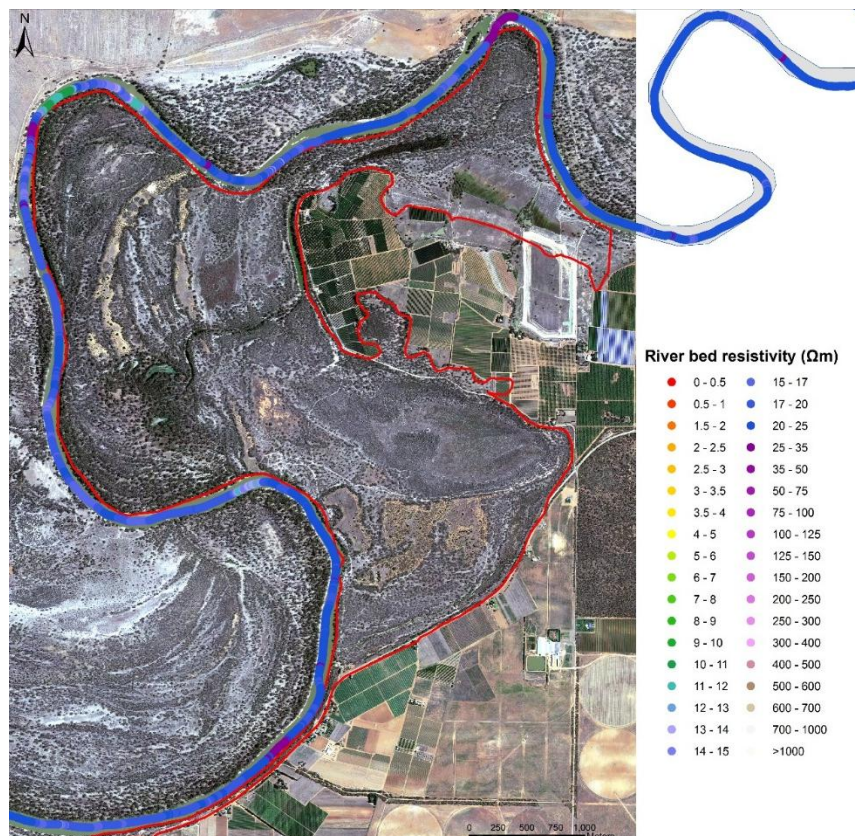 N
River bed resistivity (Ωm)
0 - 0.5 15 - 17
0.5 - 1 17 - 20
1.5 - 2 20 - 25
2 - 2.5 25 - 35
2.5 - 3 35 - 50
3 - 3.5 50 - 75
3.5 - 4 75 - 100
4 - 5 100 - 125
5 - 6 125 - 150
6 - 7 150 - 200
7 - 8 200 - 250
8 - 9 250 - 300
9 - 10 300 - 400
10 - 11 400 - 500
11 - 12 500 - 600
12 - 13 600 - 700
13 - 14 700 - 1000
14 - 15 >1000
0 250 500 1,000
Meters